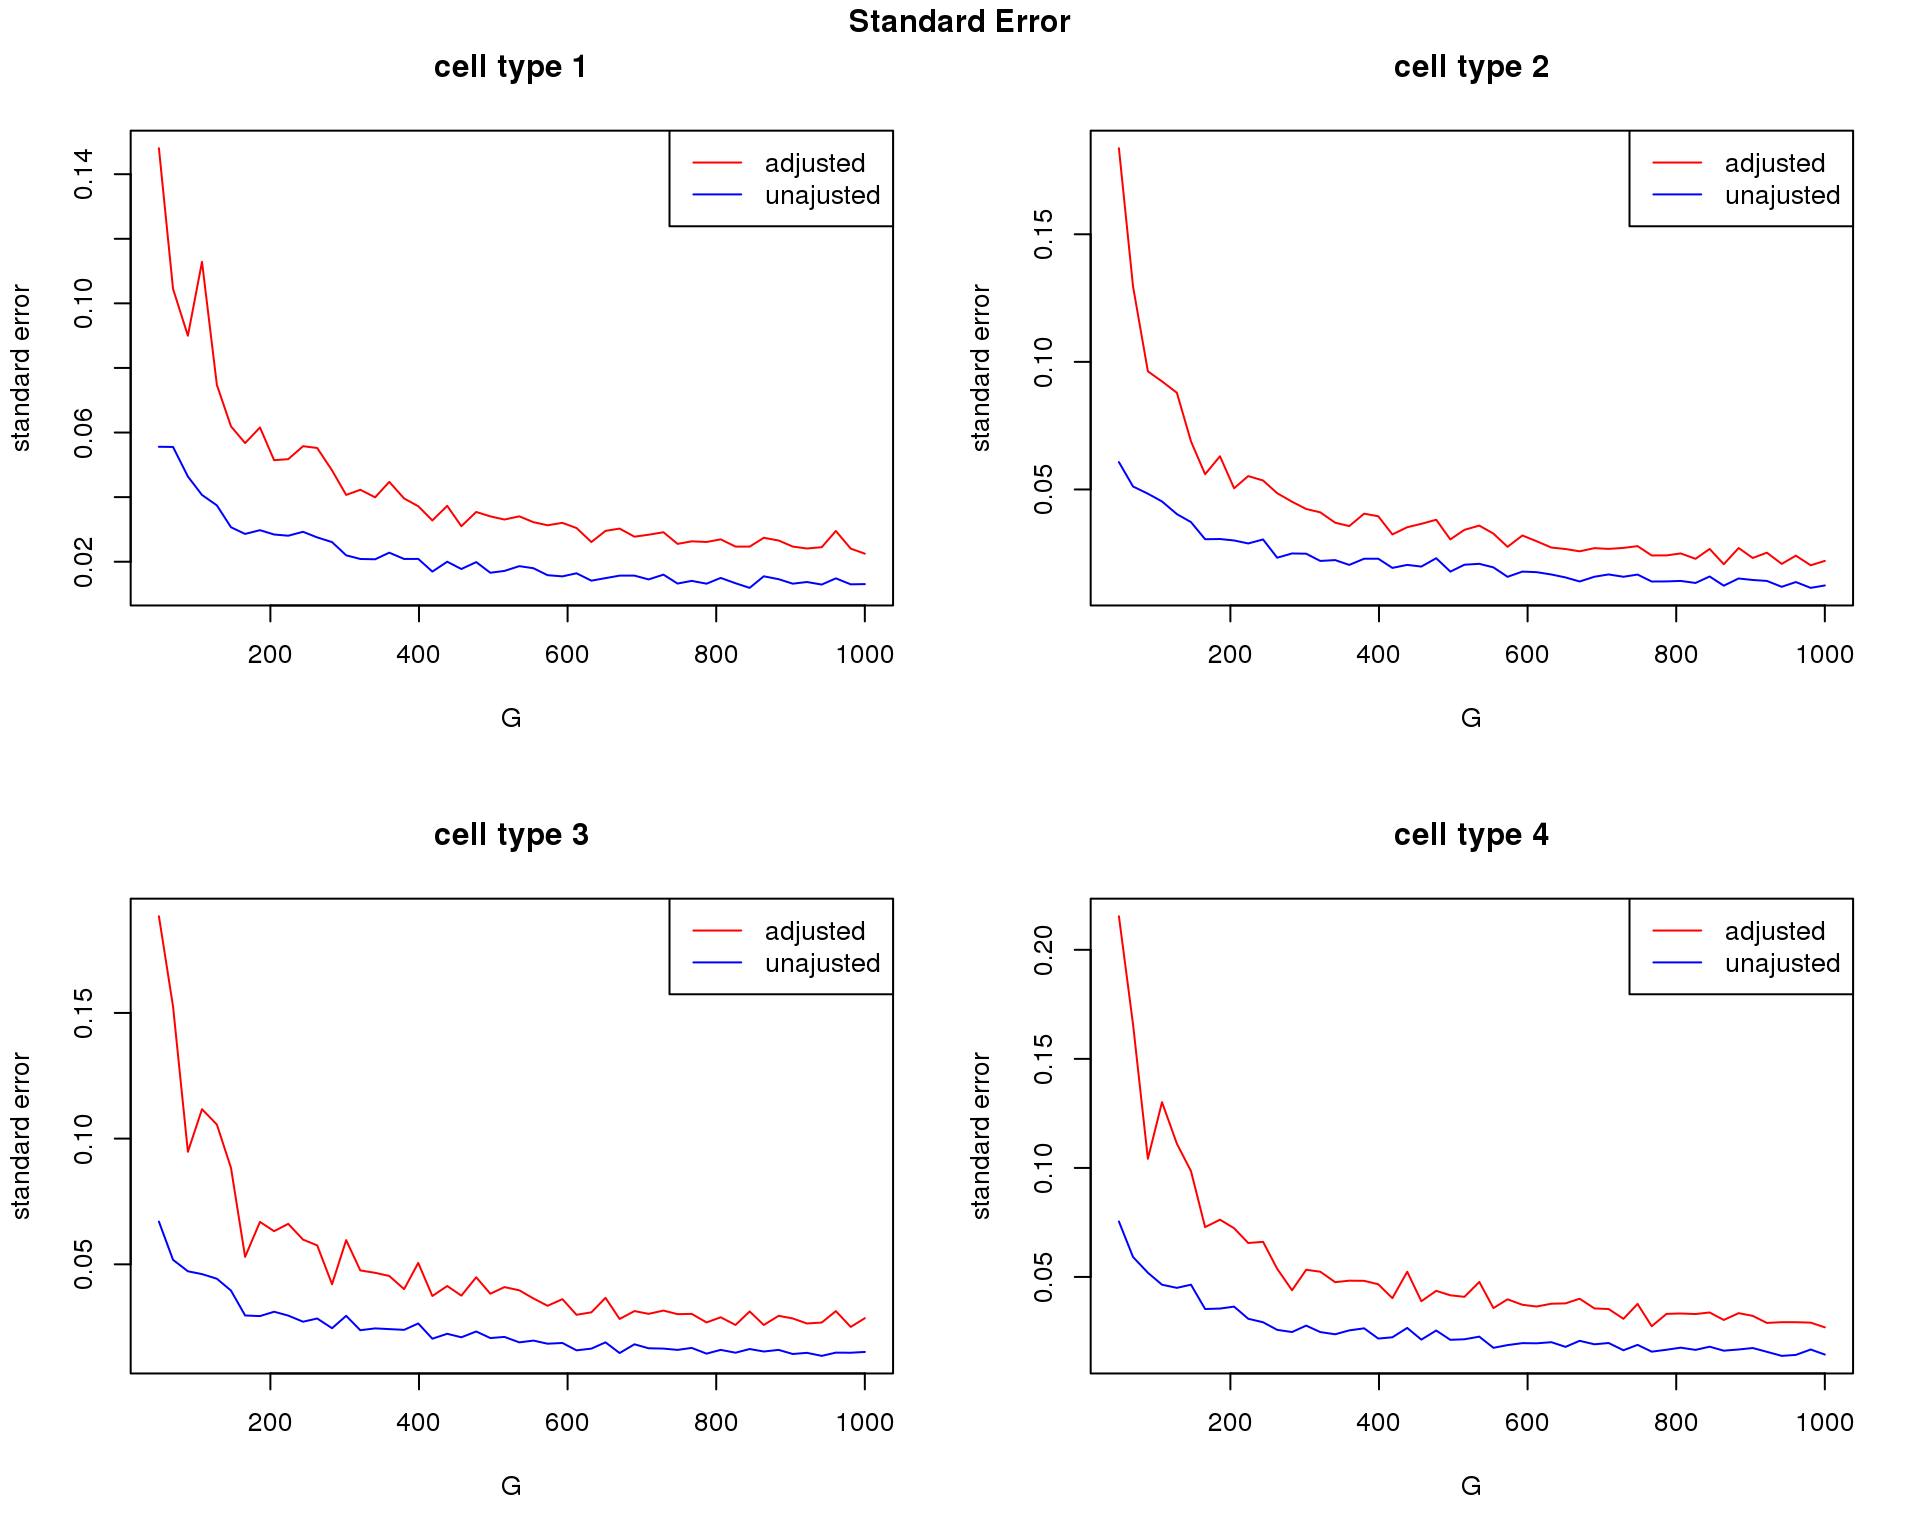 Standard Error
cell type 1
standard error
0.14
0.10
0.06
0.02
adjusted
unajusted
200 400 600 800 1000
G
cell type 2
standard error
0.15
0.10
0.05
adjusted
unajusted
200 400 600 800 1000
G
cell type 3
standard error
0.15
0.10
0.05
adjusted
unajusted
200 400 600 800 1000
G
cell type 4
standard error
0.20
0.15
0.10
0.05
adjusted
unajusted
200 400 600 800 1000
G